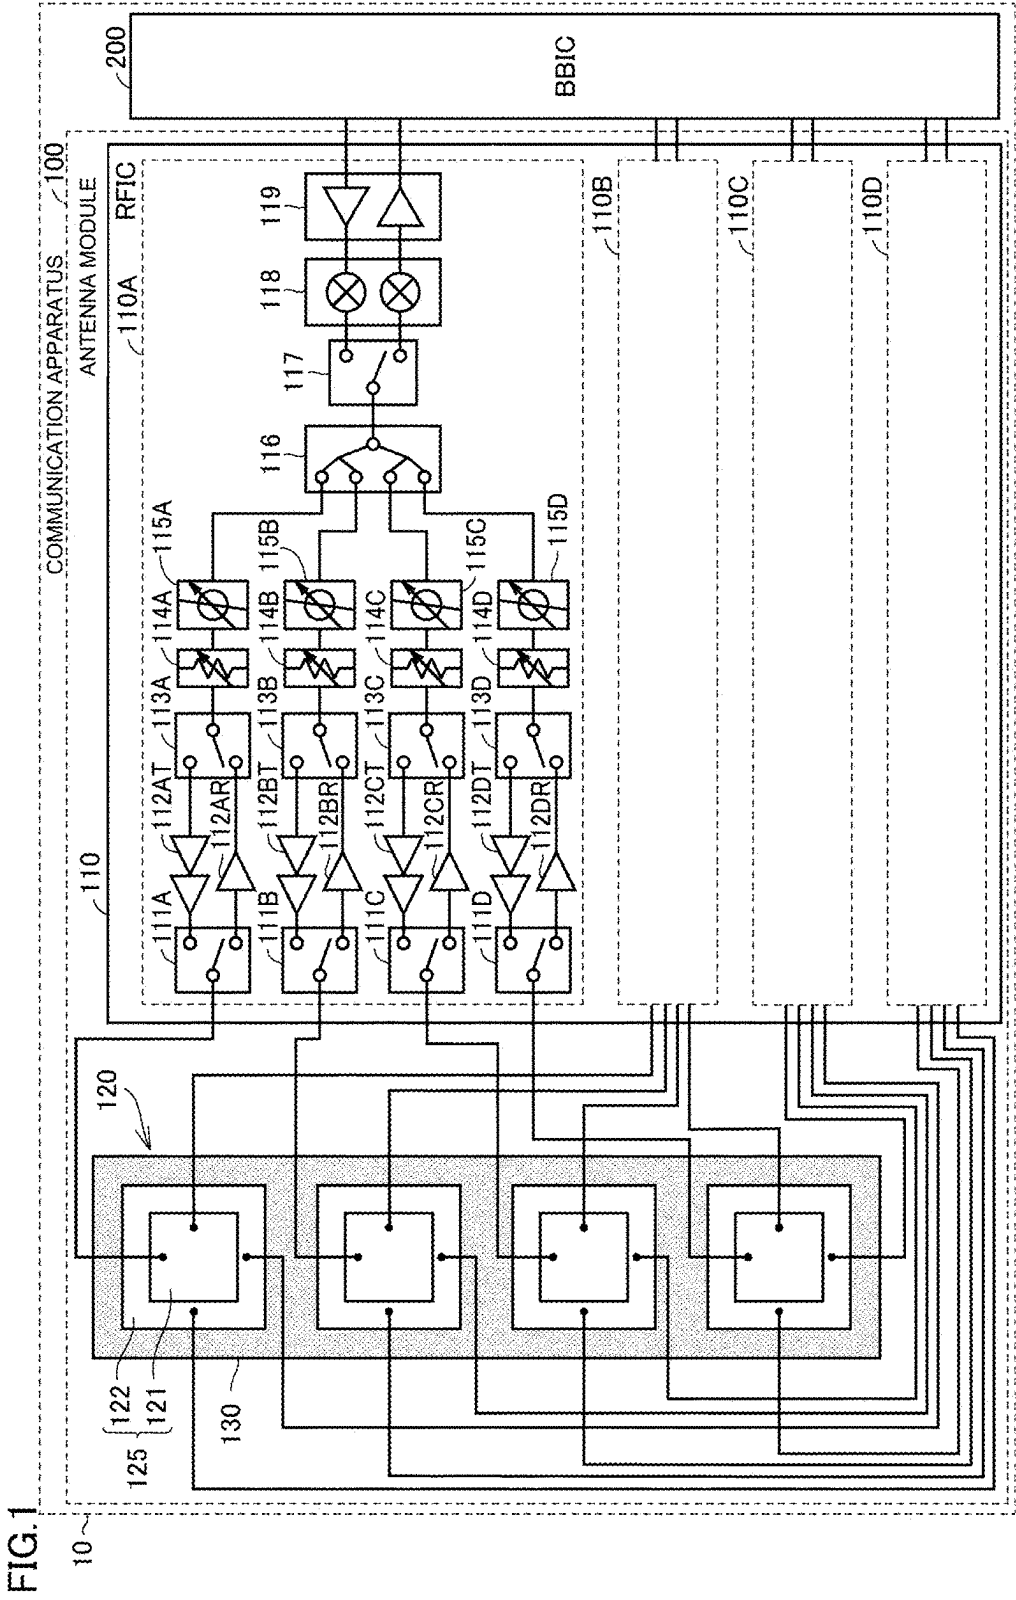 FIG.1
10
COMMUNICATION APPARATUS
100
ANTENNA MODULE
200
BBIC
110
RFIC
110A
120
122
121
125
130
111A
112AT
112AR
113A
114A
115A
111B
112BT
112BR
113B
114B
115B
111C
112CT
112CR
113C
114C
115C
111D
112DT
112DR
113D
114D
115D
116
117
118
119
110B
110C
110D